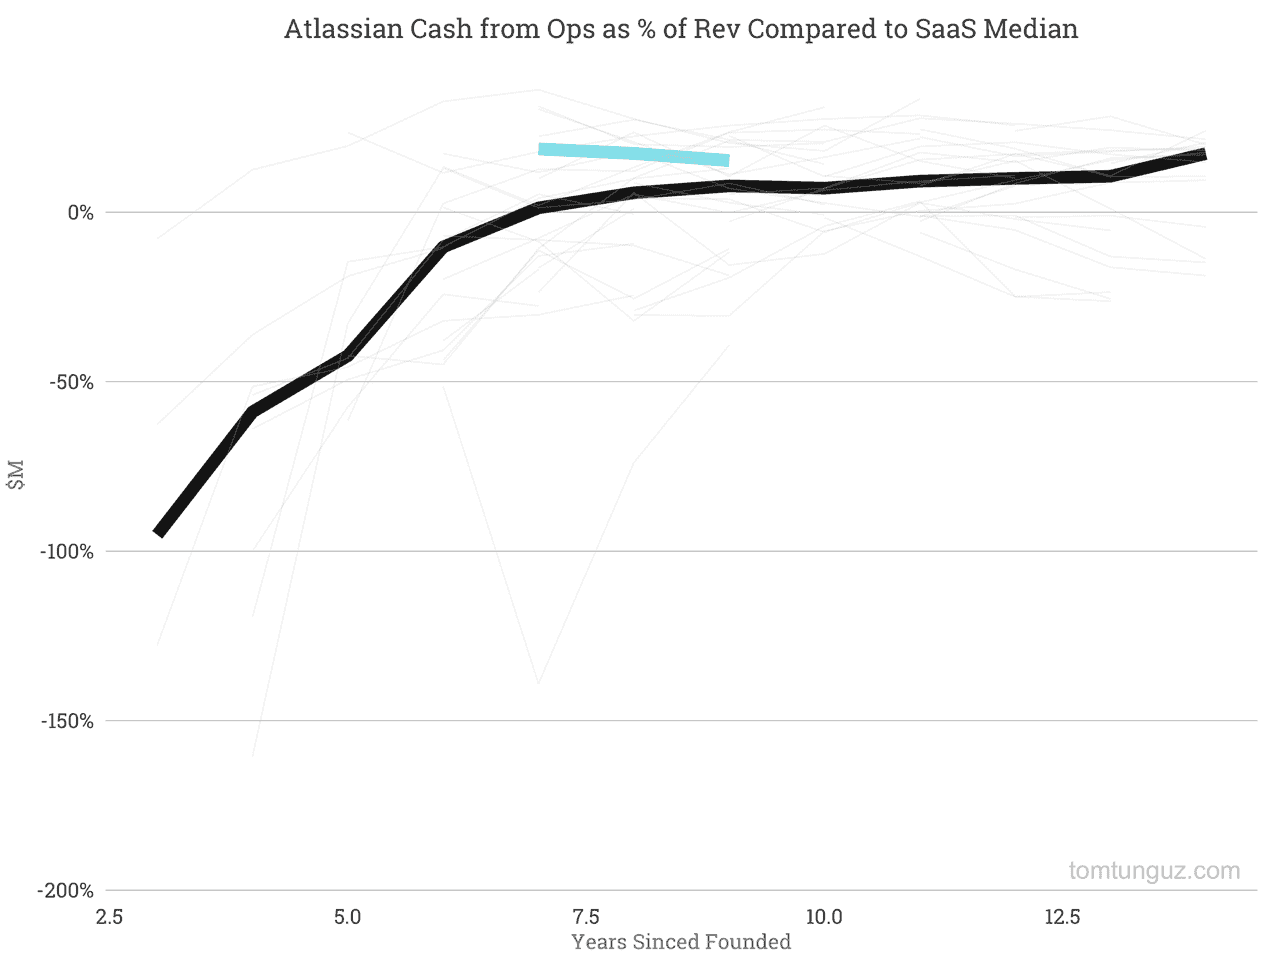 Atlassian Cash from Ops as % of Rev Compared to SaaS Median
0%
-50%
$M
-100%
-150%
tomtunguz.com
-200%
2.5 5.0 7.5 10.0 12.5
Years Sinced Founded